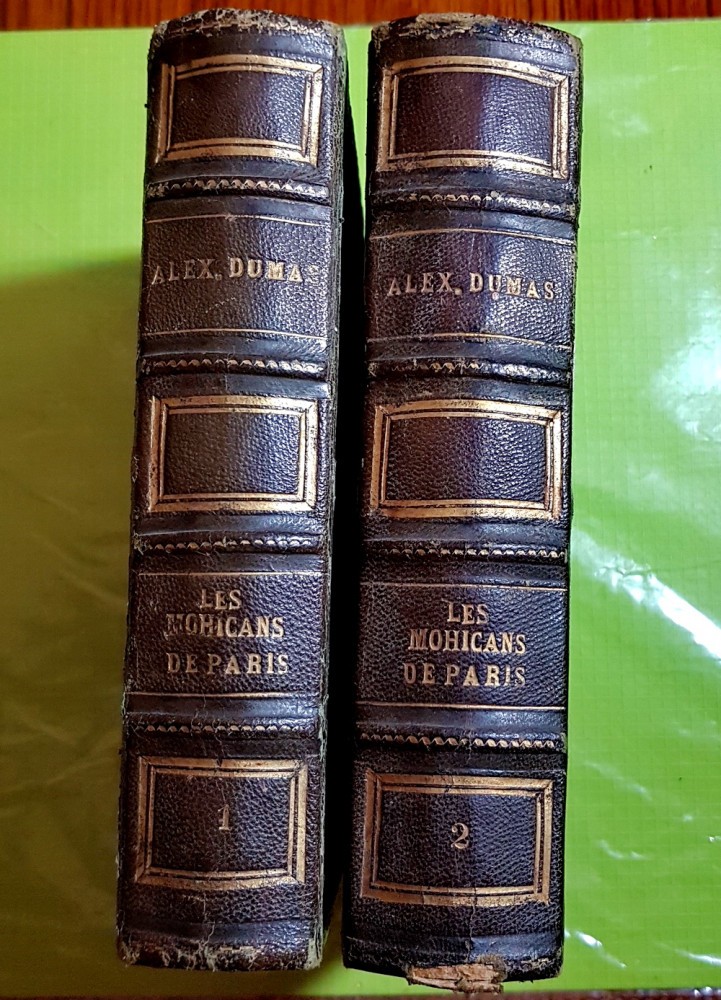 ALEX. DUMAS
LES
MOHICANS
DE PARIS
1
ALEX. DUMAS
LES
MOHICANS
DE PARIS
2